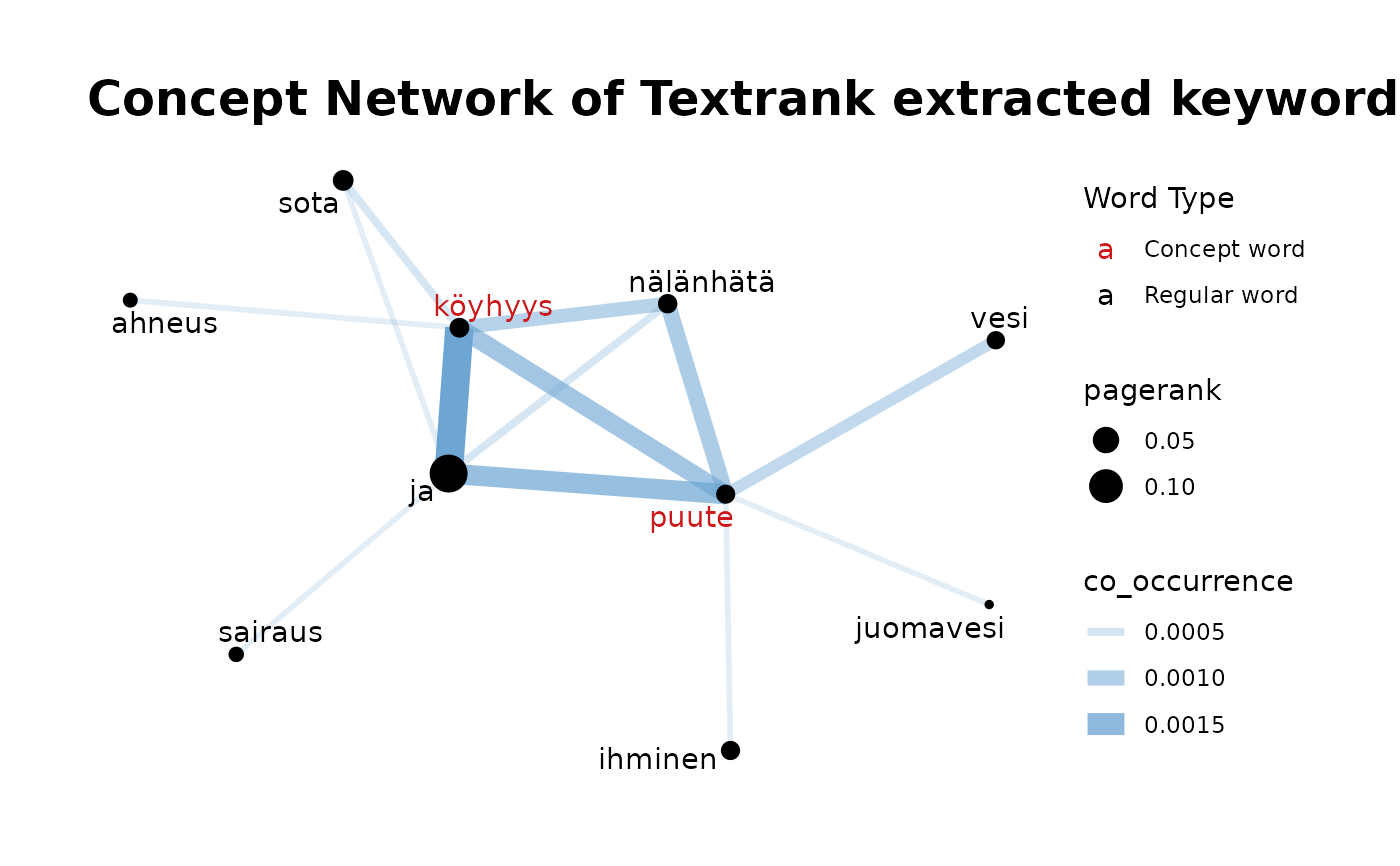 Concept Network of Textrank extracted keyword
sota
ahneus
köyhyys
nälänhätä
vesi
ja
puute
sairaus
juomavesi
ihminen
Word Type
a Concept word
a Regular word
pagerank
0.05
0.10
co_occurrence
0.0005
0.0010
0.0015